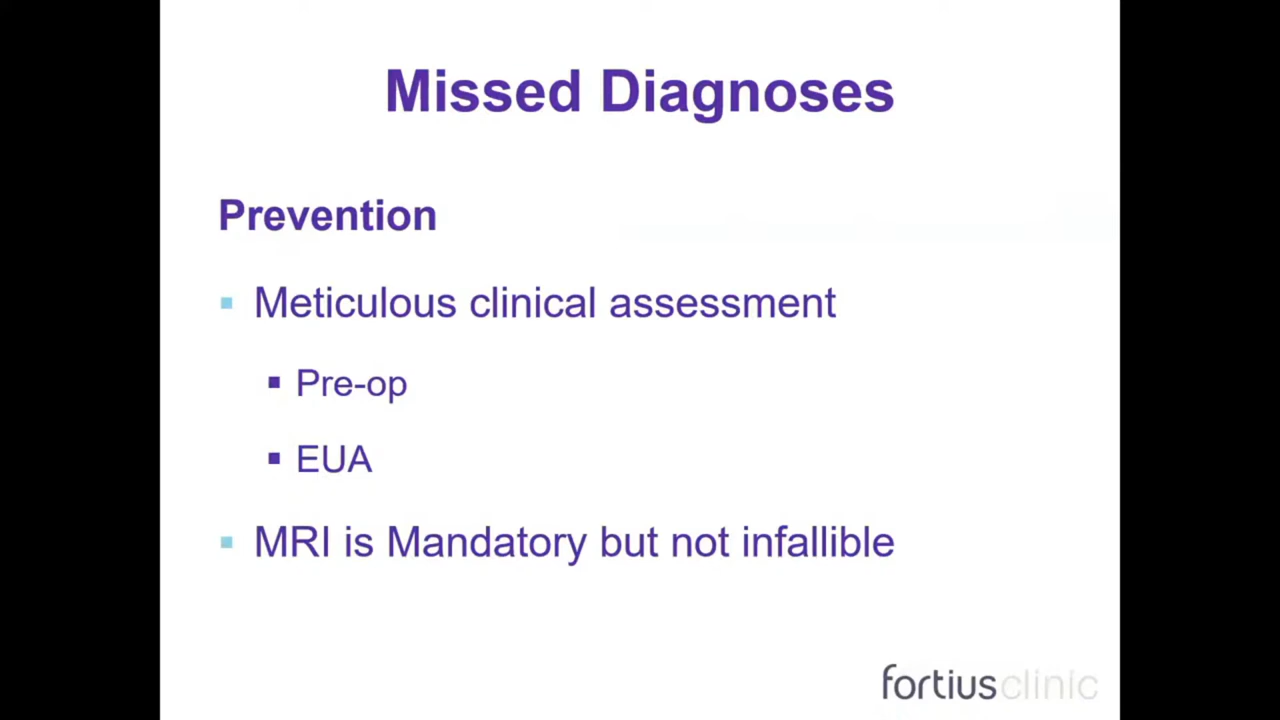 Missed Diagnoses
Prevention
Meticulous clinical assessment
Pre-op
EUA
MRI is Mandatory but not infallible
fortiusclinic